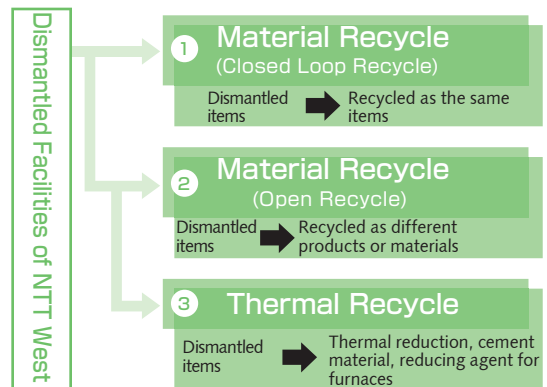 Dismantled Facilities of NTT West
1
Material Recycle
(Closed Loop Recycle)
Dismantled
items
Recycled as the same
items
2
Material Recycle
(Open Recycle)
Dismantled
items
Recycled as different
products or materials
3
Thermal Recycle
Dismantled
items
Thermal reduction, cement
material, reducing agent for
furnaces